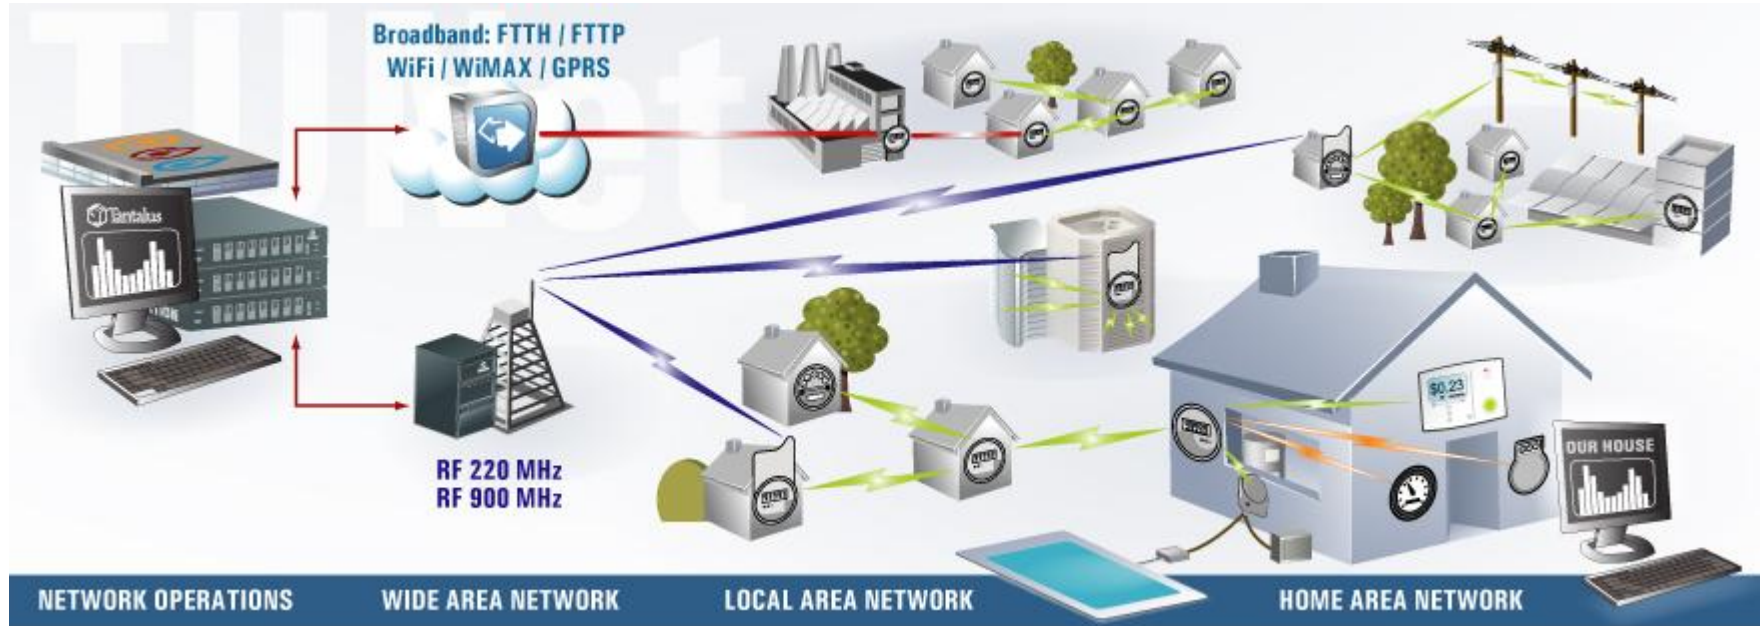 TUNet
Broadband: FTTH / FTTP
WiFi / WiMAX / GPRS
Tantalus
RF 220 MHz
RF 900 MHz
$0.23
OUR HOUSE
NETWORK OPERATIONS
WIDE AREA NETWORK
LOCAL AREA NETWORK
HOME AREA NETWORK